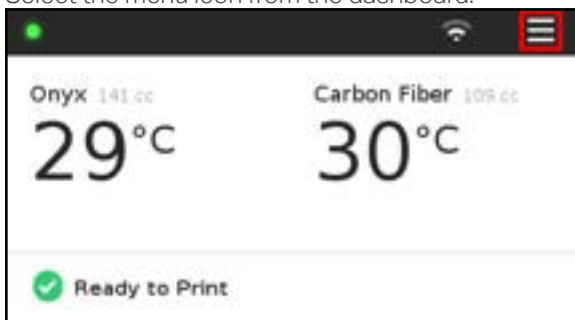 Select the menu icon from the dashboard.
Onyx 141 cc Carbon Fiber 109 cc
29°C 30°C
Ready to Print